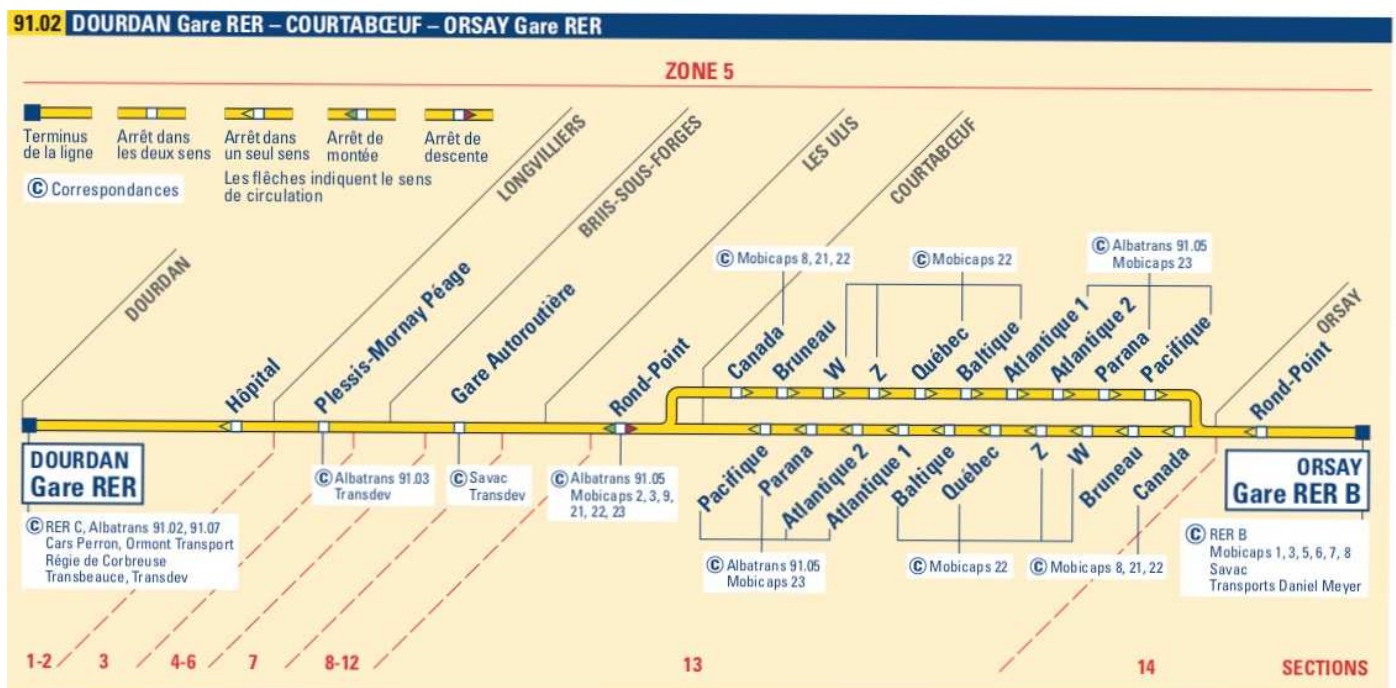 91.02 DOURDAN Gare RER – COURTABŒUF – ORSAY Gare RER
ZONE 5
Terminus
de la ligne
Arrêt dans
les deux sens
Arrêt dans
un seul sens
Arrêt de
montée
Arrêt de
descente
Les flêches indiquent le sens
de circulation
C Correspondances
DOURDAN
LONGVILLIERS
BRIIS-SOUS-FORGES
LES ULIS
COURTABŒUF
ORSAY
C Mobicaps 8, 21, 22
C Mobicaps 22
C Albatrans 91.05
Mobicaps 23
Hôpital
Plessis-Mornay Péage
Gare Autoroutière
Rond-Point
Canada
Bruneau
W
Z
Québec
Baltique
Atlantique 1
Atlantique 2
Parana
Pacifique
Rond-Point
DOURDAN
Gare RER
C RER C, Albatrans 91.02, 91.07
Cars Perron, Ormont Transport
Régie de Corbreuse
Transbeauce, Transdev
C Albatrans 91.03
Transdev
C Savac
Transdev
C Albatrans 91.05
Mobicaps 2, 3, 9,
21, 22, 23
Pacifique
Parana
Atlantique 2
Atlantique 1
Baltique
Québec
Z
W
Bruneau
Canada
C Albatrans 91.05
Mobicaps 23
C Mobicaps 22
C Mobicaps 8, 21, 22
ORSAY
Gare RER B
C RER B
Mobicaps 1, 3, 5, 6, 7, 8
Savac
Transports Daniel Meyer
1-2 3 4-6 7 8-12 13 14 SECTIONS